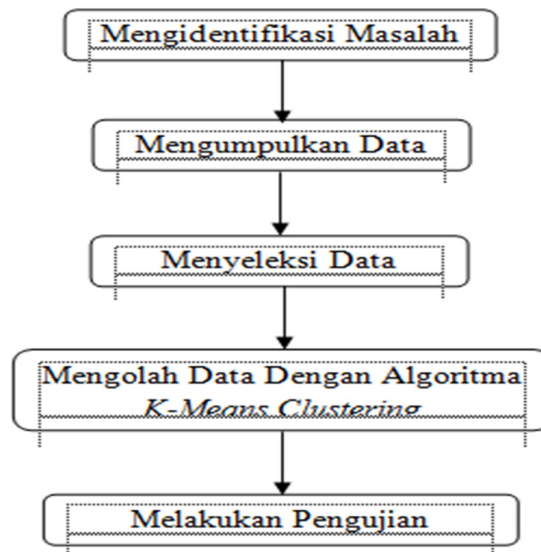 Mengidentifikasi Masalah
Mengumpulkan Data
Menyeleksi Data
Mengolah Data Dengan Algoritma
K-Means Clustering
Melakukan Pengujian